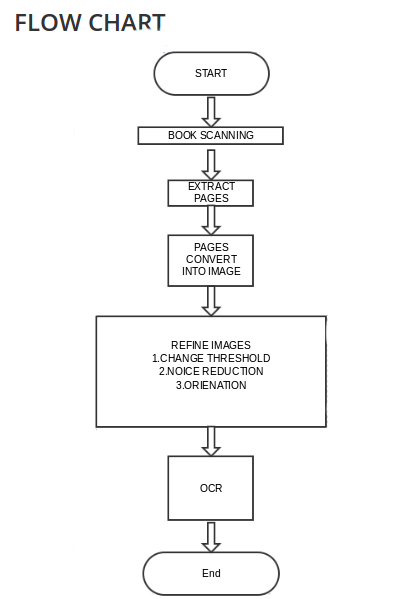 FLOW CHART
START
BOOK SCANNING
EXTRACT
PAGES
PAGES
CONVERT
INTO IMAGE
REFINE IMAGES
1.CHANGE THRESHOLD
2.NOICE REDUCTION
3.ORIENATION
OCR
End